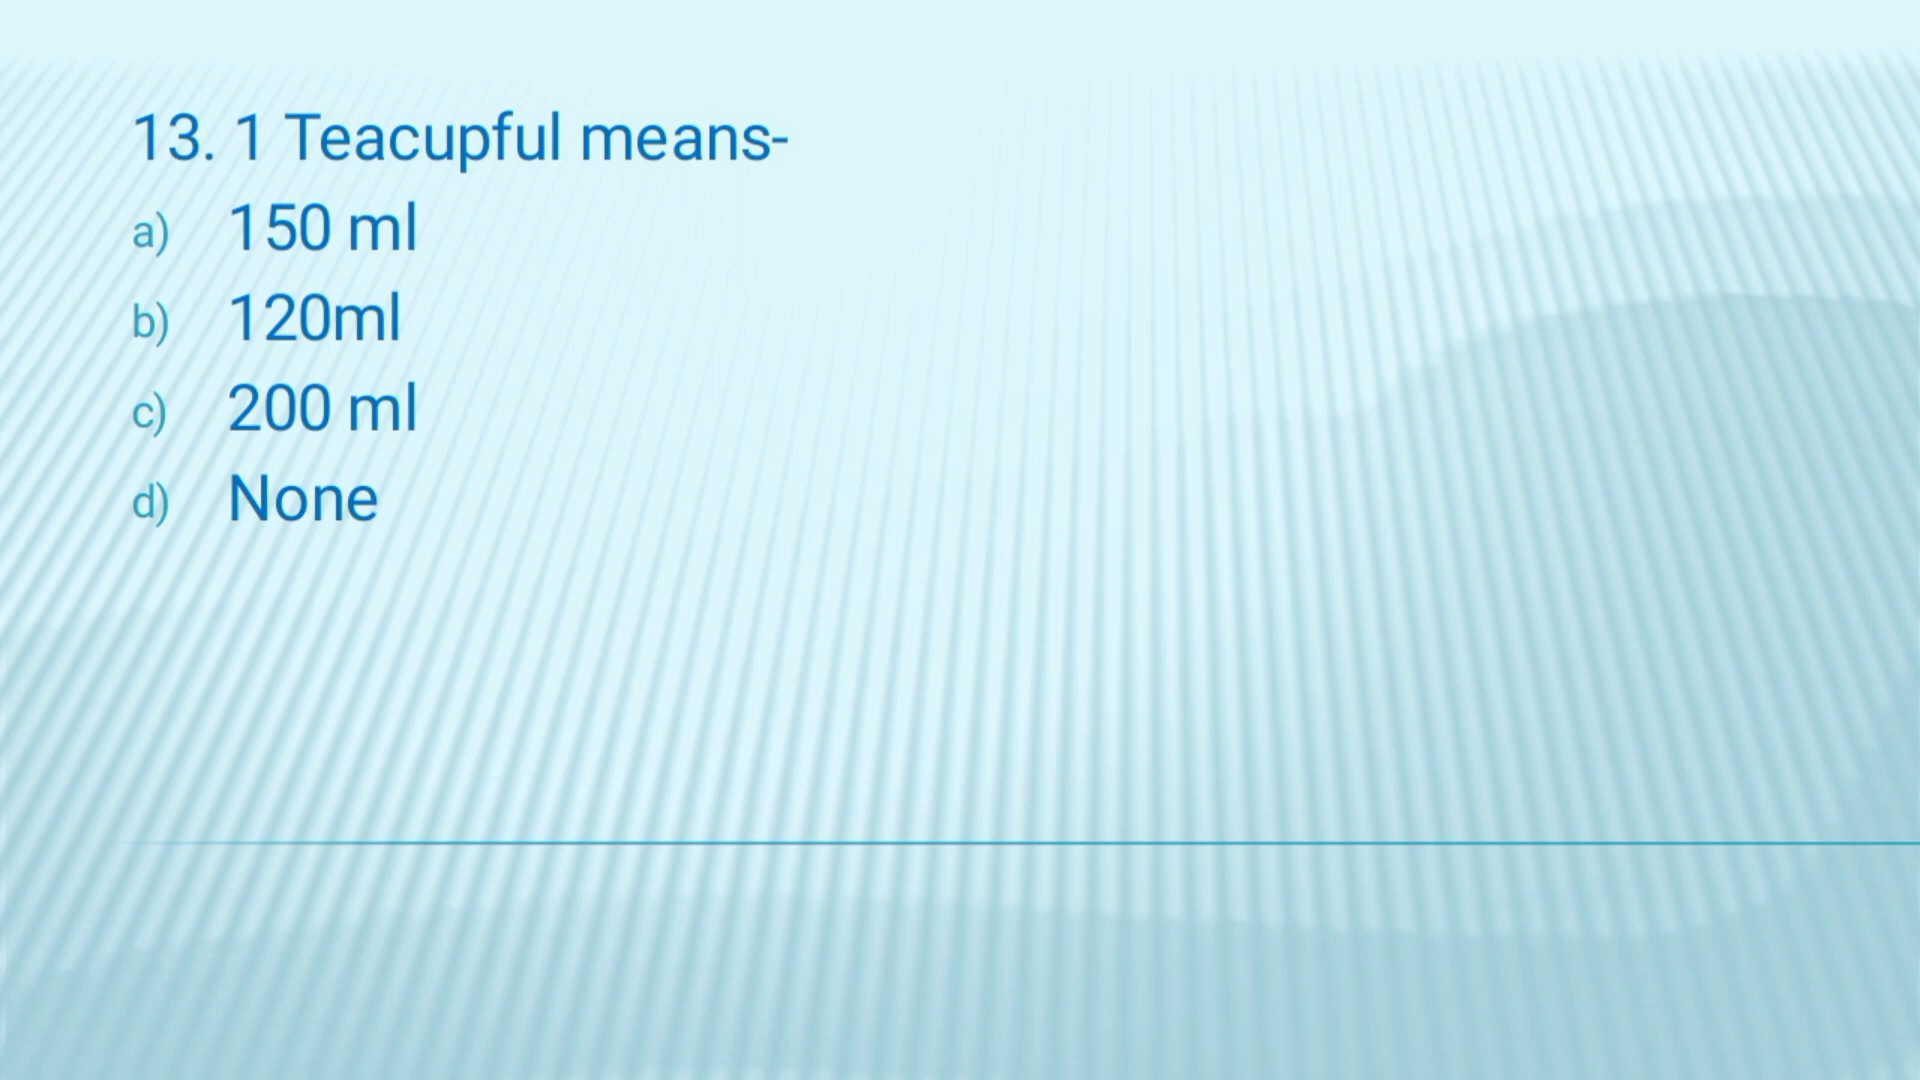 13. 1 Teacupful means-
a) 150 ml
b) 120ml
c) 200 ml
d) None